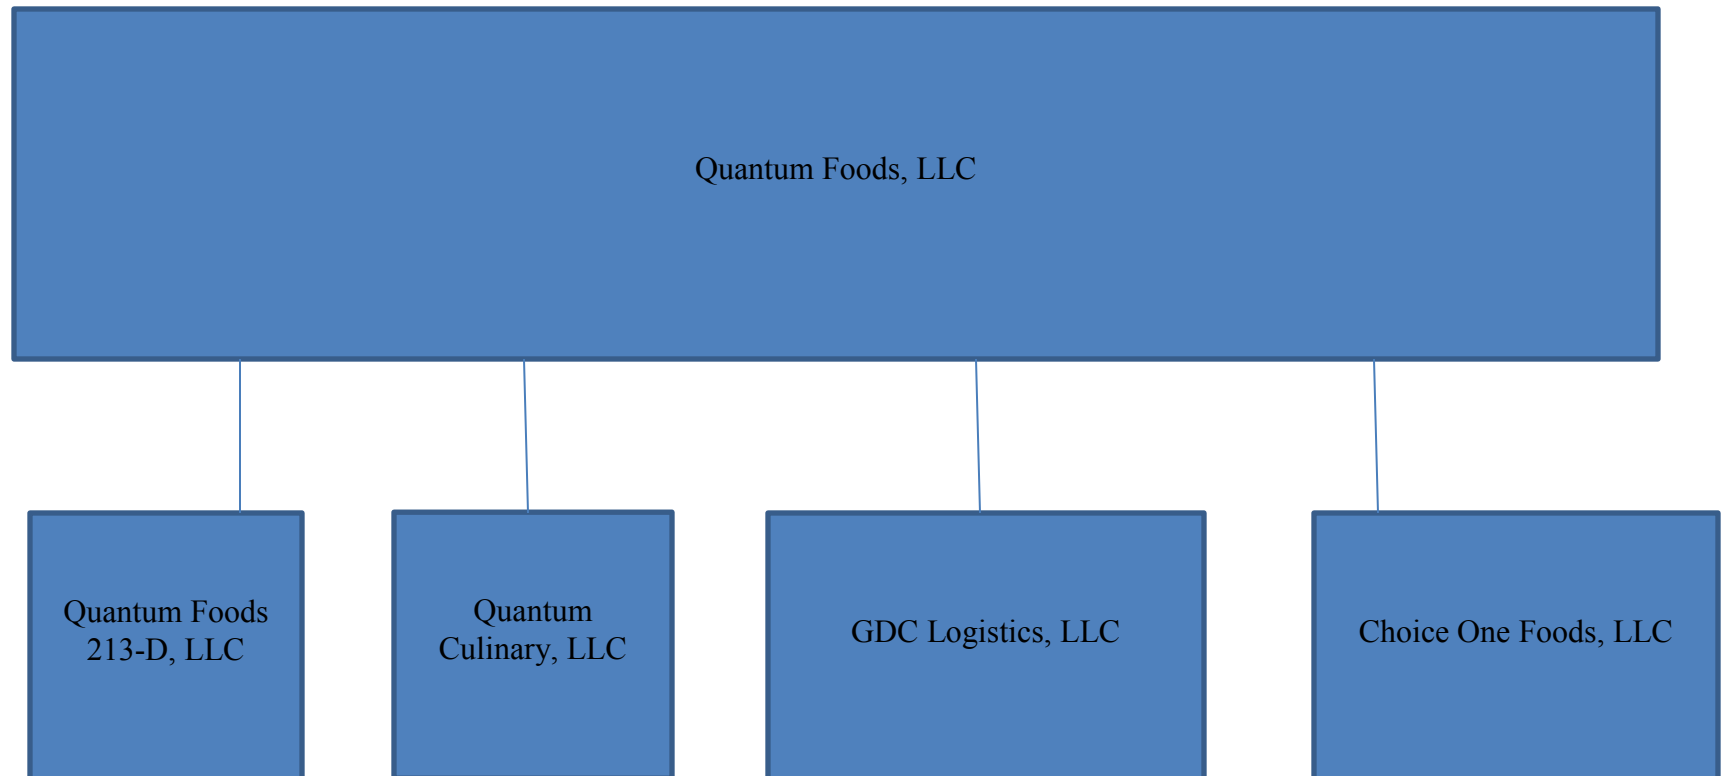 Quantum Foods, LLC
Quantum Foods
213-D, LLC
Quantum
Culinary, LLC
GDC Logistics, LLC
Choice One Foods, LLC